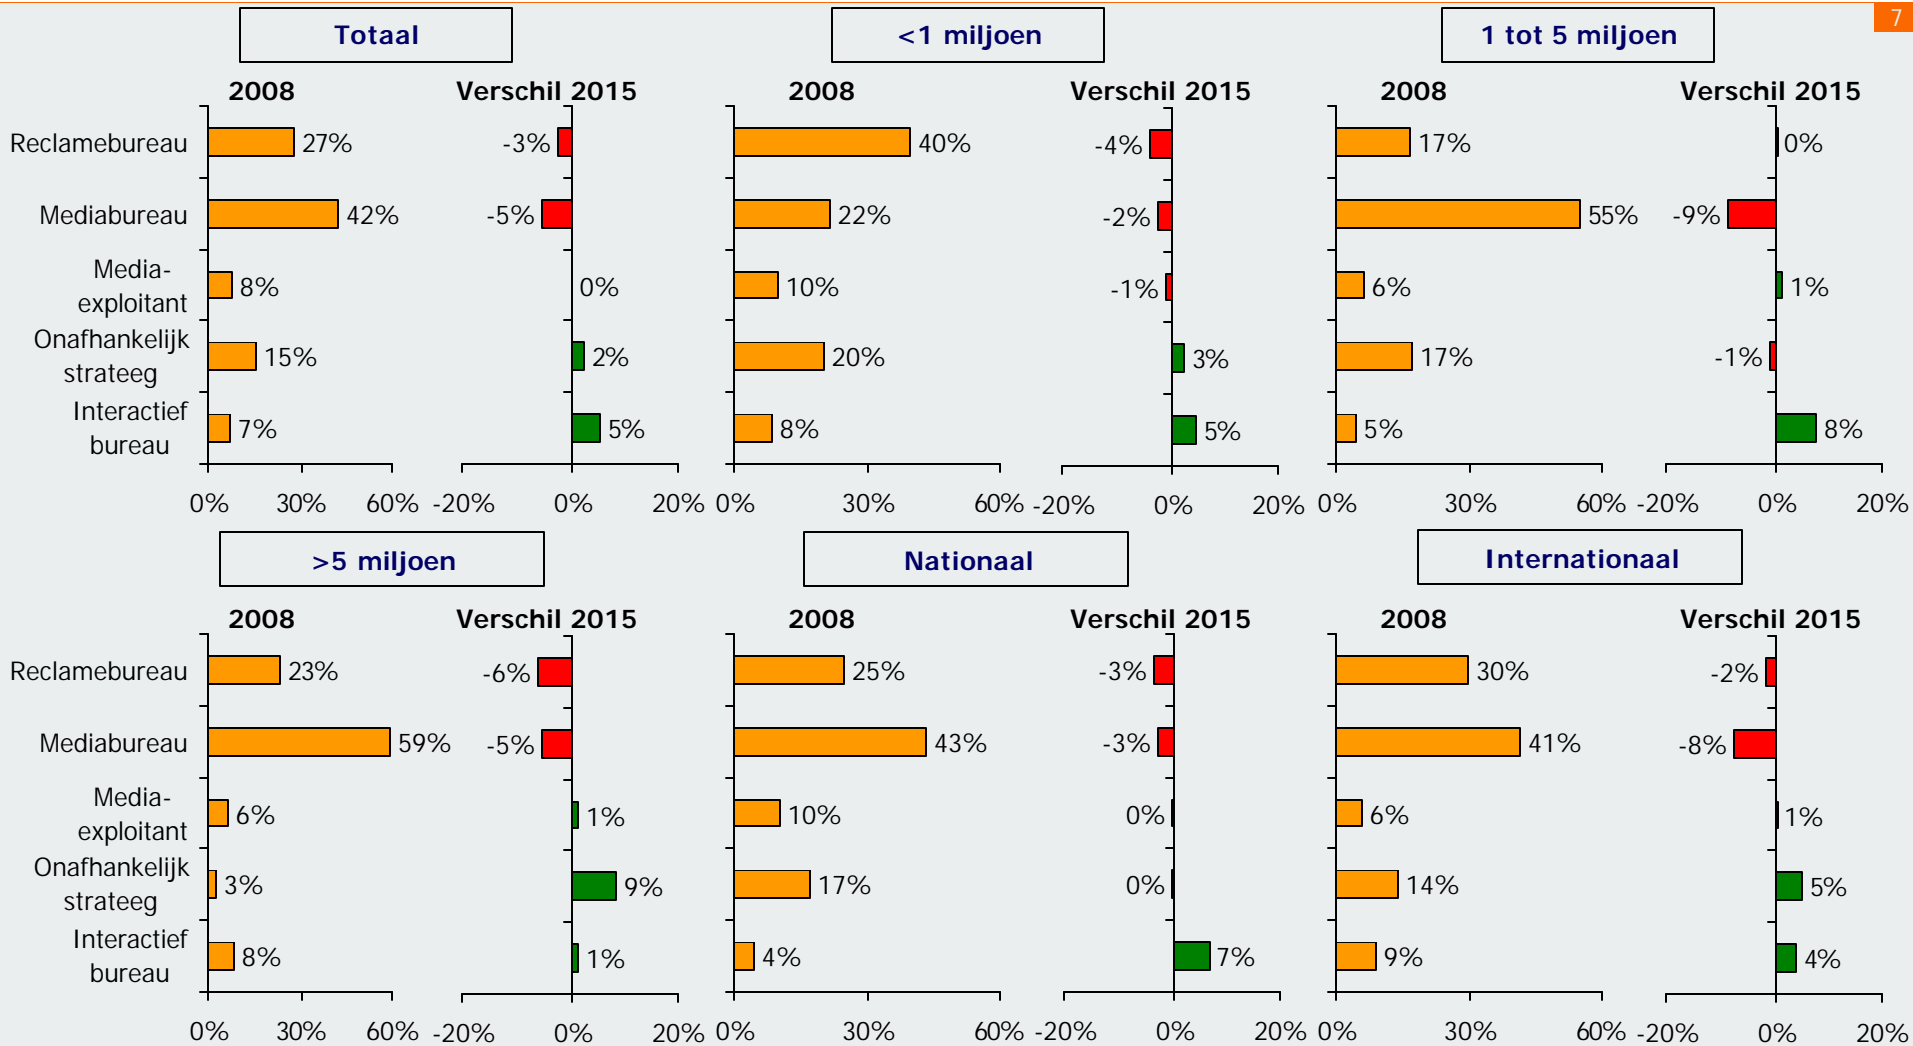 7
Totaal
<1 miljoen
1 tot 5 miljoen
2008 Verschil 2015 2008 Verschil 2015 2008 Verschil 2015
Reclamebureau 27% -3% 40% -4% 17% 0%
Mediabureau 42% -5% 22% -2% 55% -9%
Media-
exploitant 8% 0% 10% -1% 6% 1%
Onafhankelijk
strateeg 15% 2% 20% 3% 17% -1%
Interactief
bureau 7% 5% 8% 5% 5% 8%
0% 30% 60% -20% 0% 20% 0% 30% 60% -20% 0% 20% 0% 30% 60% -20% 0% 20%
>5 miljoen
Nationaal
Internationaal
2008 Verschil 2015 2008 Verschil 2015 2008 Verschil 2015
Reclamebureau 23% -6% 25% -3% 30% -2%
Mediabureau 59% -5% 43% -3% 41% -8%
Media-
exploitant 6% 1% 10% 0% 6% 1%
Onafhankelijk
strateeg 3% 9% 17% 0% 14% 5%
Interactief
bureau 8% 1% 4% 7% 9% 4%
0% 30% 60% -20% 0% 20% 0% 30% 60% -20% 0% 20% 0% 30% 60% -20% 0% 20%